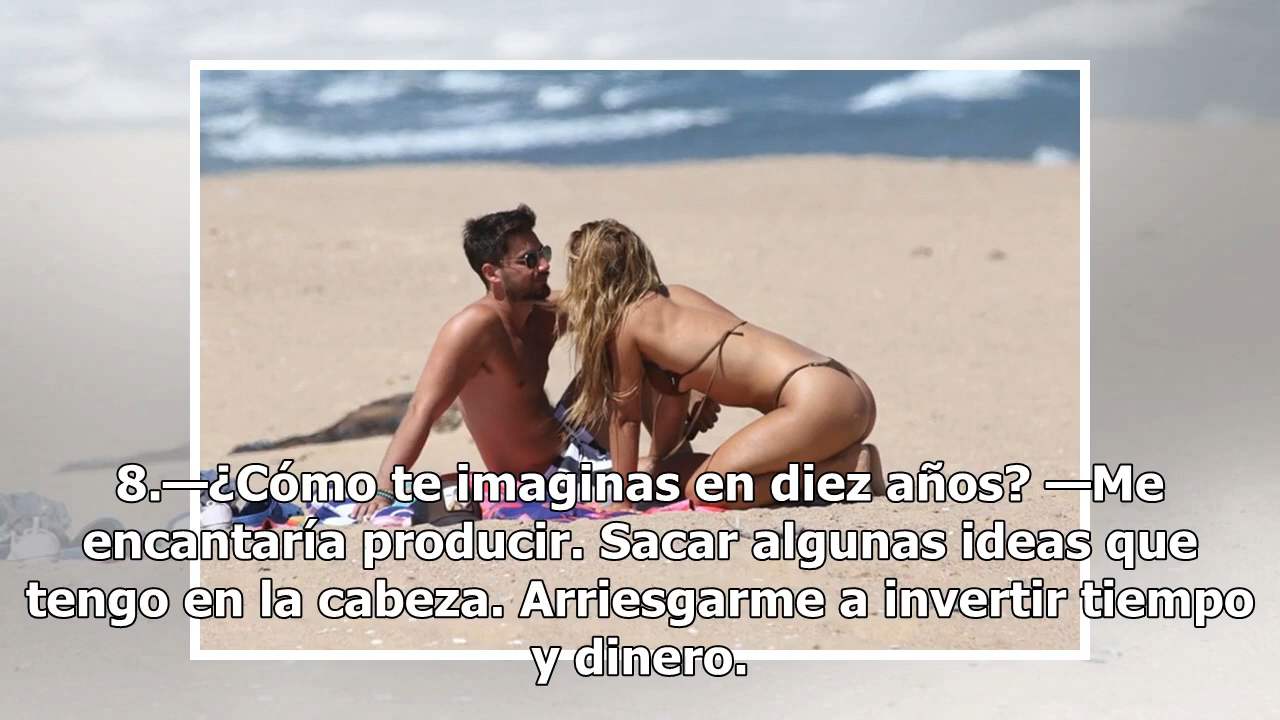 8.—¿Cómo te imaginas en diez años? —Me
encantaría producir. Sacar algunas ideas que
tengo en la cabeza. Arriesgarme a invertir tiempo
y dinero.